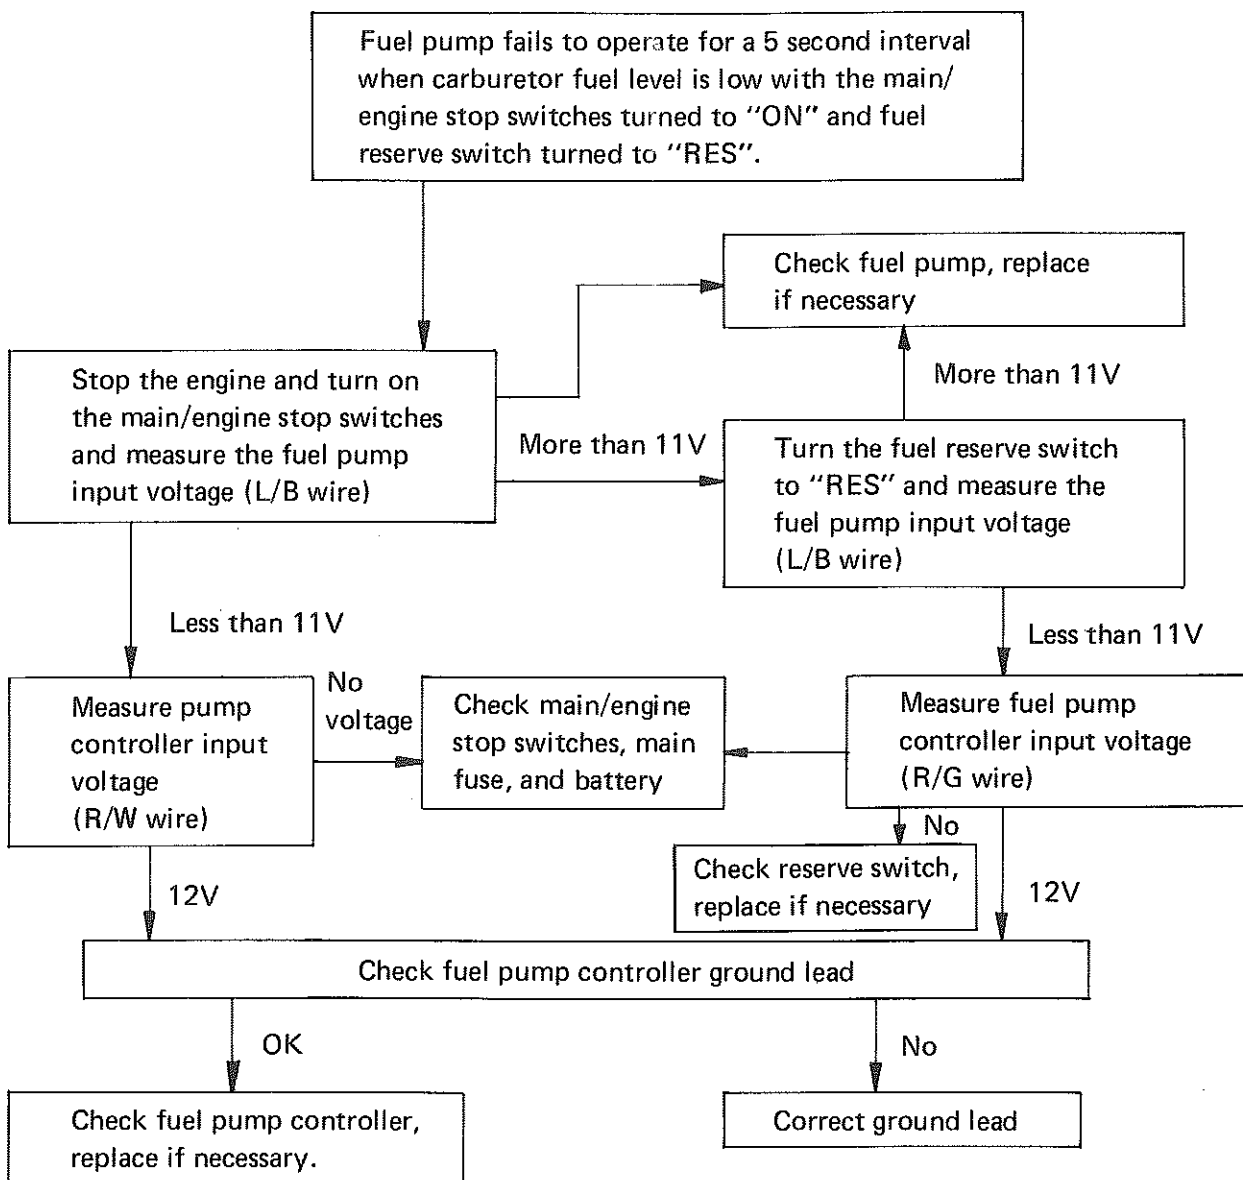 Fuel pump fails to operate for a 5 second interval
when carburetor fuel level is low with the main/
engine stop switches turned to "ON" and fuel
reserve switch turned to "RES".
Check fuel pump, replace
if necessary
More than 11V
Stop the engine and turn on
the main/engine stop switches
and measure the fuel pump
input voltage (L/B wire)
More than 11V
Turn the fuel reserve switch
to "RES" and measure the
fuel pump input voltage
(L/B wire)
Less than 11V
Less than 11V
Measure pump
controller input
voltage
(R/W wire)
No
voltage
Check main/engine
stop switches, main
fuse, and battery
Measure fuel pump
controller input voltage
(R/G wire)
No
Check reserve switch,
replace if necessary
12V
12V
Check fuel pump controller ground lead
OK
No
Check fuel pump controller,
replace if necessary.
Correct ground lead